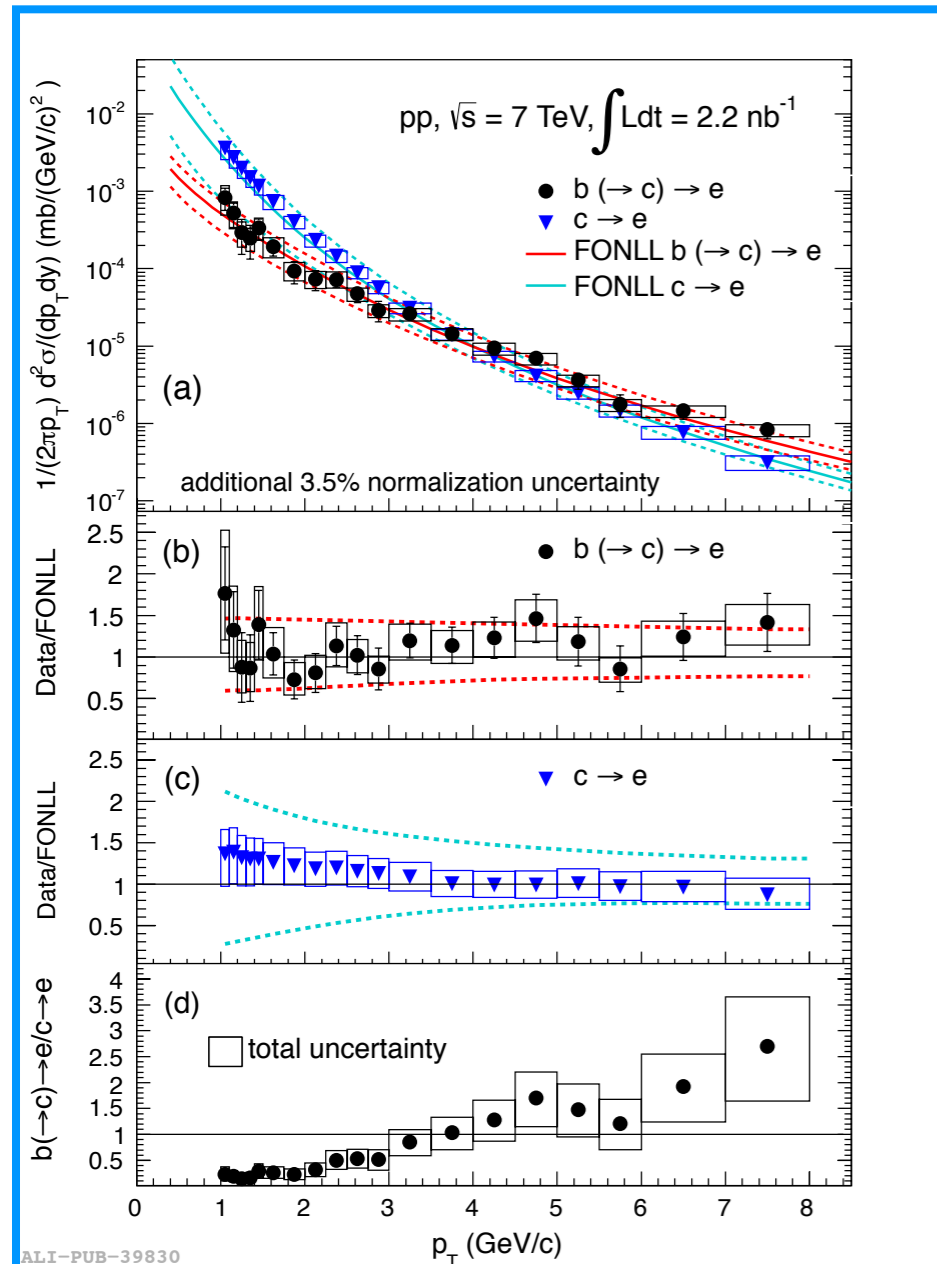 1/(2πp_T) d²σ/(dp_Tdy) (mb/(GeV/c)²)
10⁻²
10⁻³
10⁻⁴
10⁻⁵
10⁻⁶
10⁻⁷
pp, √s = 7 TeV, ∫Ldt = 2.2 nb⁻¹
b (→ c) → e
c → e
FONLL b (→ c) → e
FONLL c → e
(a)
additional 3.5% normalization uncertainty
Data/FONLL
2.5
2
1.5
1
0.5
(b)
b (→ c) → e
Data/FONLL
2.5
2
1.5
1
0.5
(c)
c → e
b(→c)→e/c→e
4
3.5
3
2.5
2
1.5
1
0.5
(d)
total uncertainty
0 1 2 3 4 5 6 7 8
p_T (GeV/c)
ALI−PUB−39830